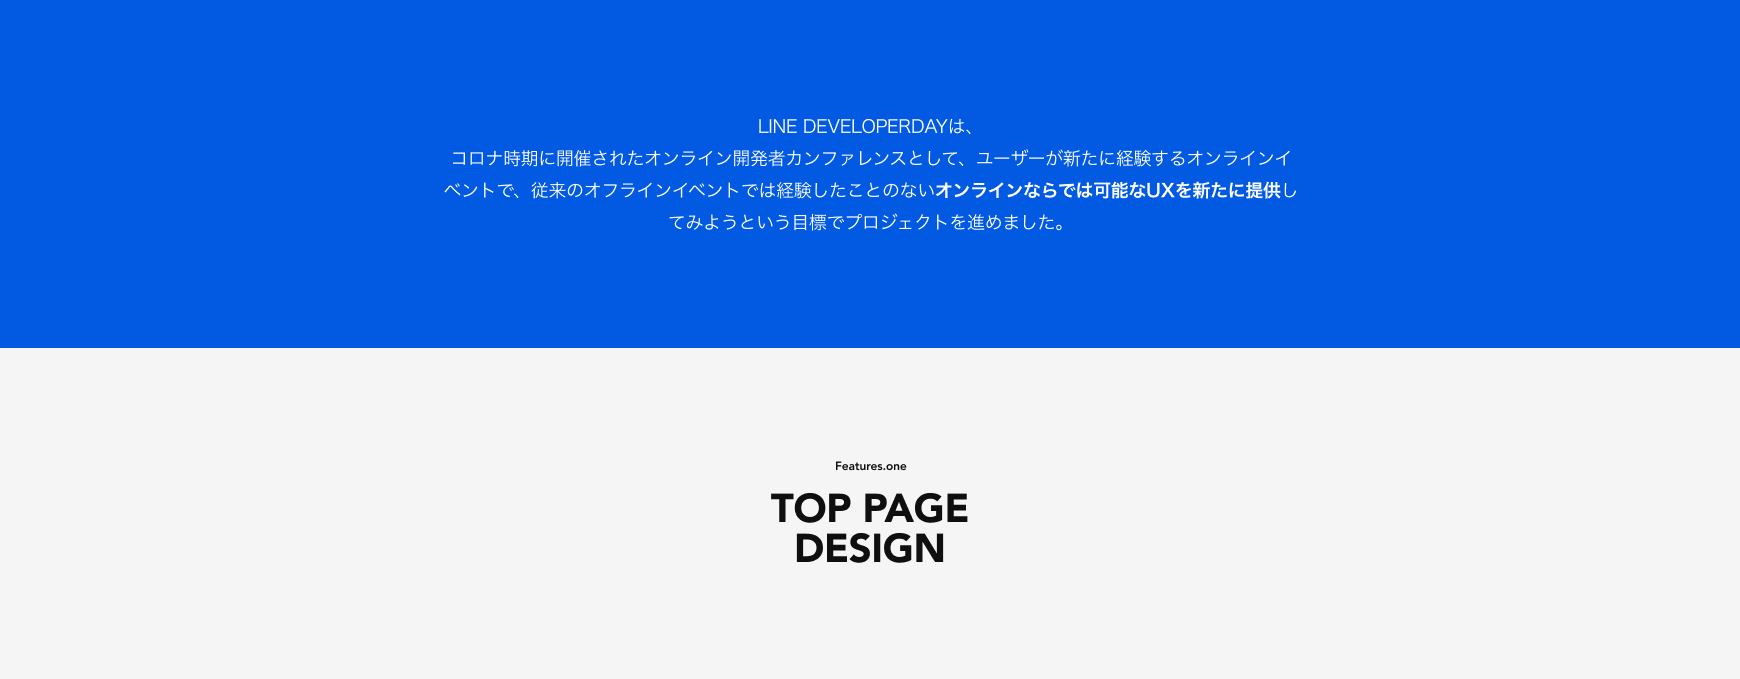 LINE DEVELOPERDAYは、
コロナ時期に開催されたオンライン開発者カンファレンスとして、ユーザーが新たに経験するオンラインイ
ベントで、従来のオフラインイベントでは経験したことのないオンラインならでは可能なUXを新たに提供し
てみようという目標でプロジェクトを進めました。
Features.one
TOP PAGE
DESIGN